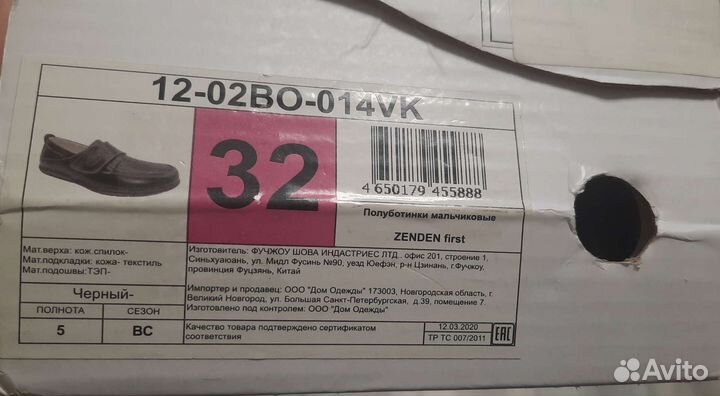 12-02BO-014VK
32
4 650179 455888
Полуботинки мальчиковые
ZENDEN first
Мат.верха: кож.спилок-
Мат.подкладки: кожа- текстиль
Мат.подошвы:ТЭП-
Черный-
ПОЛНОТА СЕЗОН
5 ВС
Изготовитель: ФУЧЖОУ ШОВА ИНДАСТРИЕС ЛТД.. офис 201, строение 1,
Синьхуаюань, ул. Мидл Фусинь №90, уезд Юефэн, р-н Цзинань, г.Фучжоу,
провинция Фуцзянь, Китай
Импортер и продавец: ООО "Дом Одежды" 173003, Новгородская область, г.
Великий Новгород, ул. Большая Санкт-Петербургская, д.39, помещение 7.
Изготовлено под контролем: ООО "Дом Одежды"
Качество товара подтверждено сертификатом
соответствия
12.03.2020
ТР ТС 007/2011
EAC
Avito